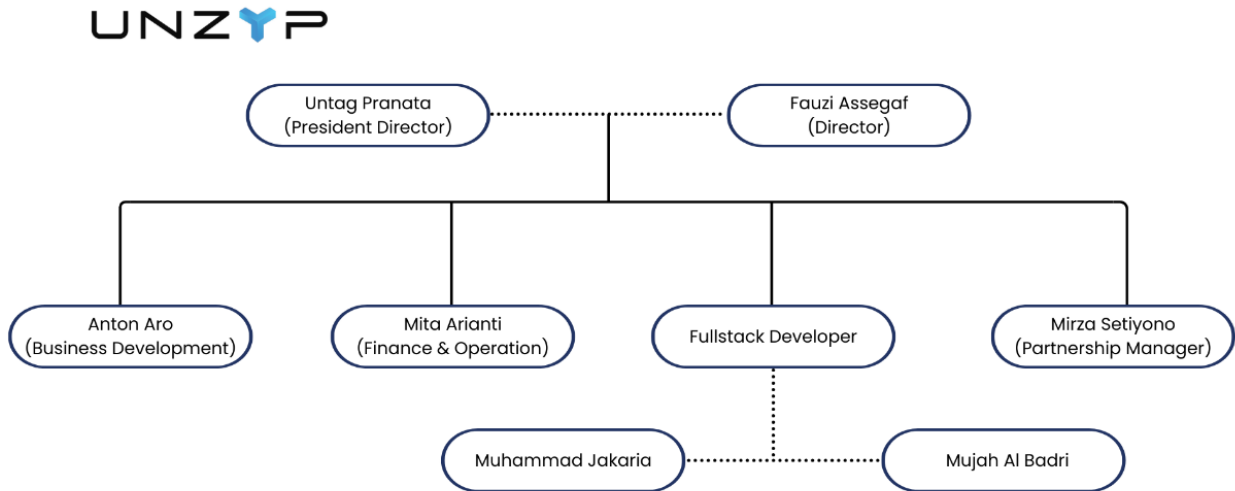 UNZYP
Untag Pranata
(President Director)
Fauzi Assegaf
(Director)
Anton Aro
(Business Development)
Mita Arianti
(Finance & Operation)
Fullstack Developer
Mirza Setiyono
(Partnership Manager)
Muhammad Jakaria
Mujah Al Badri